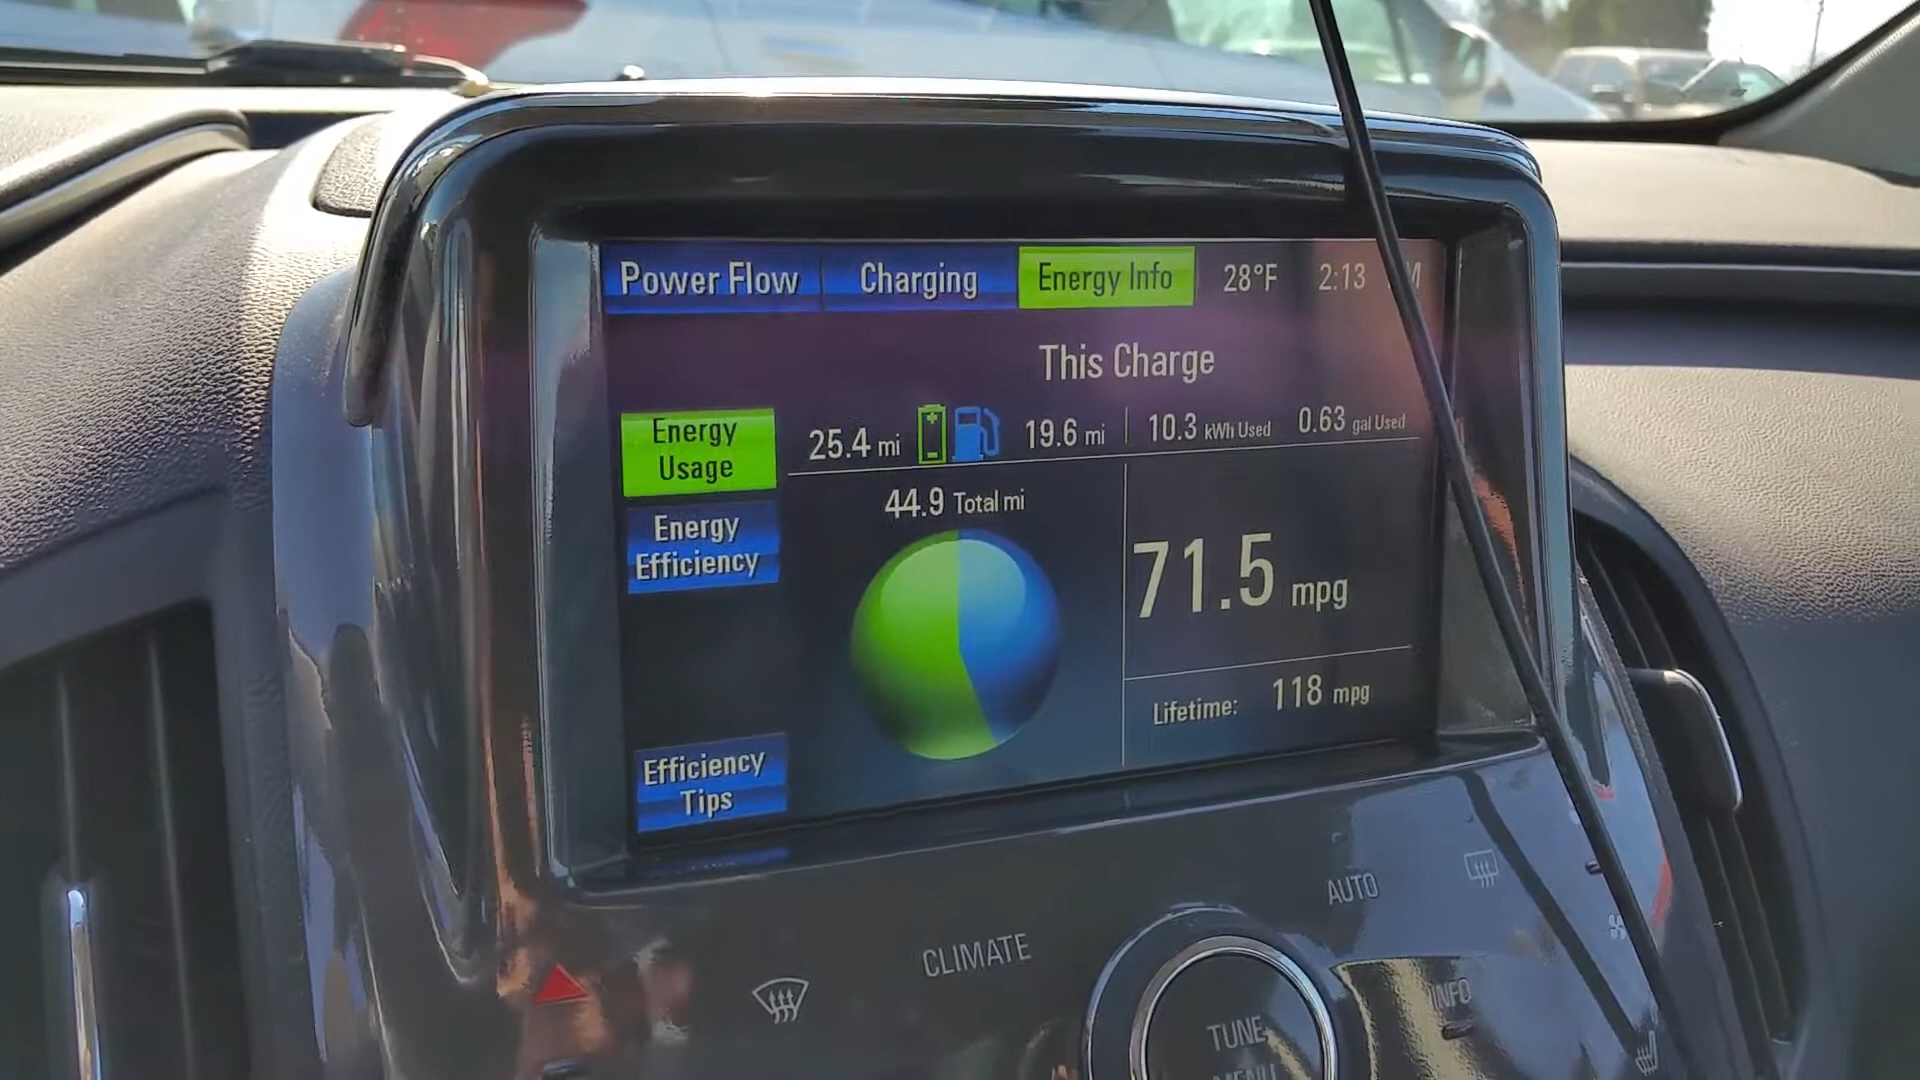 Power Flow Charging Energy Info 28°F 2:13
This Charge
Energy
Usage
25.4 mi 19.6 mi 10.3 kWh Used 0.63 gal Used
44.9 Total mi
Energy
Efficiency
71.5 mpg
Lifetime: 118 mpg
Efficiency
Tips
AUTO
CLIMATE
INFO
TUNE
MENU